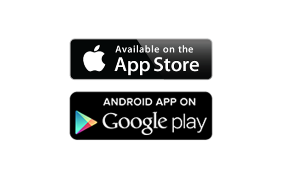 Available on the
App Store
ANDROID APP ON
Google play